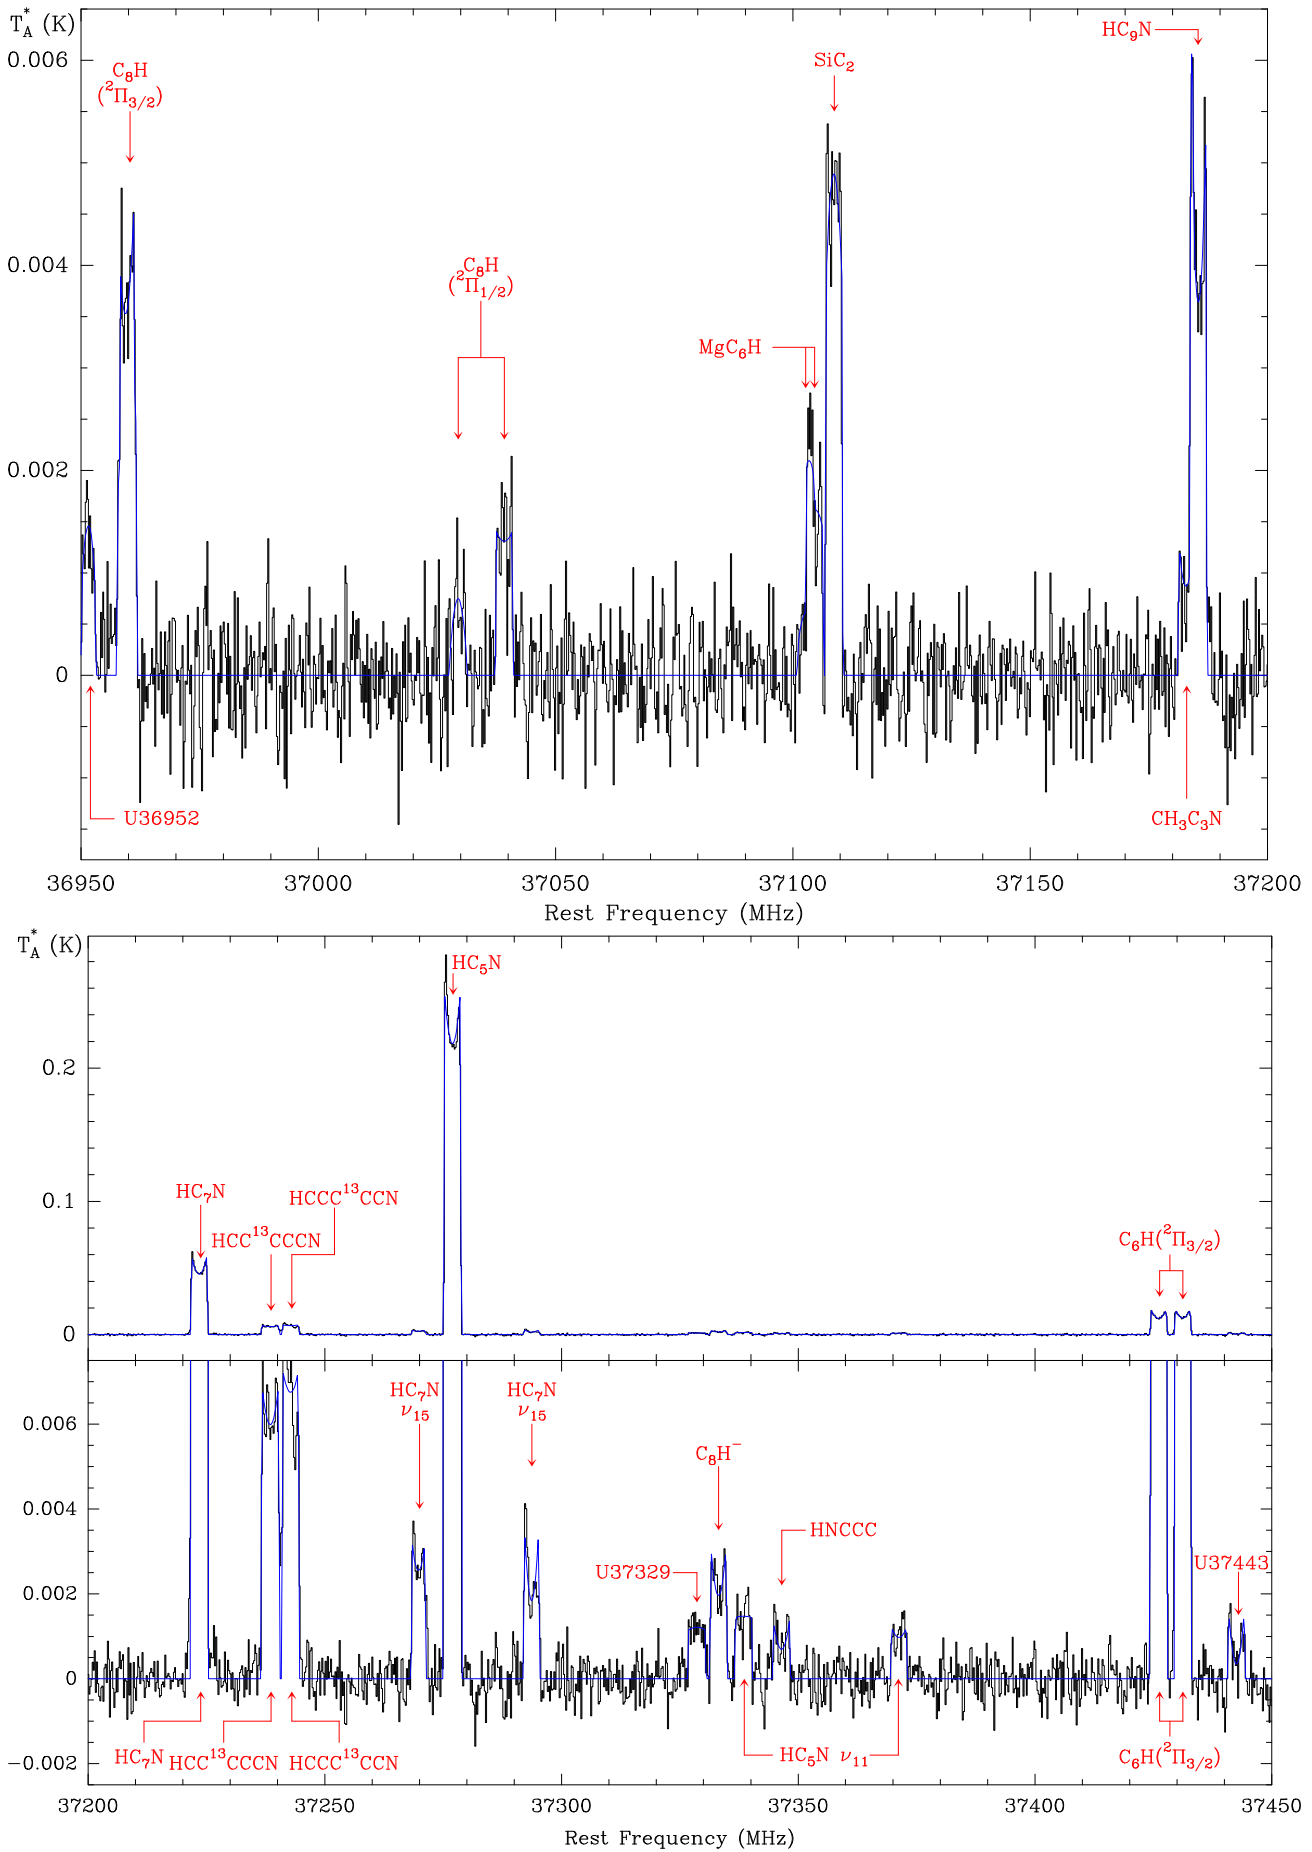 T_A^* (K)
HC₉N
SiC₂
C₈H
(²Π₃/₂)
0.006
C₈H
(²Π₁/₂)
0.004
MgC₆H
0.002
0
U36952
CH₃C₃N
36950 37000 37050 37100 37150 37200
Rest Frequency (MHz)
T_A^* (K)
HC₅N
0.2
HC₇N
HCCC¹³CCN
HCC¹³CCCN
C₆H(²Π₃/₂)
0.1
0
HC₇N
ν₁₅
HC₇N
ν₁₅
0.006
C₈H⁻
0.004
HNCCC
U37329
U37443
0.002
0
HC₇N HCC¹³CCCN HCCC¹³CCN
HC₅N ν₁₁
C₆H(²Π₃/₂)
−0.002
37200 37250 37300 37350 37400 37450
Rest Frequency (MHz)